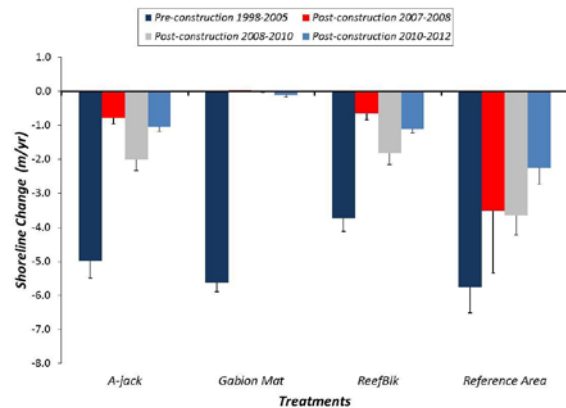 Pre-construction 1998-2005 Post-construction 2007-2008
Post-construction 2008-2010 Post-construction 2010-2012
1.0
0.0
-1.0
-2.0
-3.0
-4.0
-5.0
-6.0
-7.0
-8.0
Shoreline Change (m/yr)
A-jack Gabion Mat ReefBlk Reference Area
Treatments